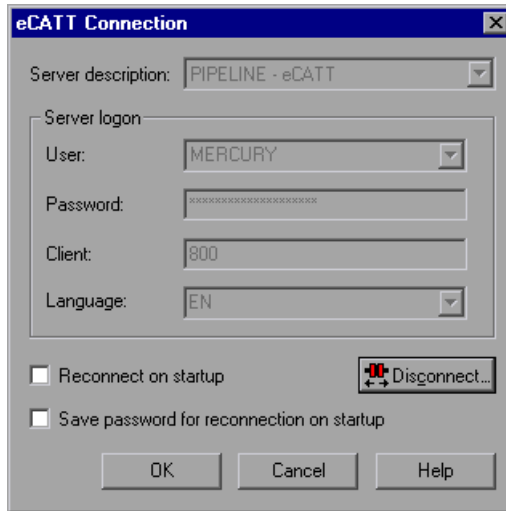 eCATT Connection
Server description: PIPELINE - eCATT
Server logon
User: MERCURY
Password: ********************
Client: 800
Language: EN
Reconnect on startup
Disconnect...
Save password for reconnection on startup
OK Cancel Help